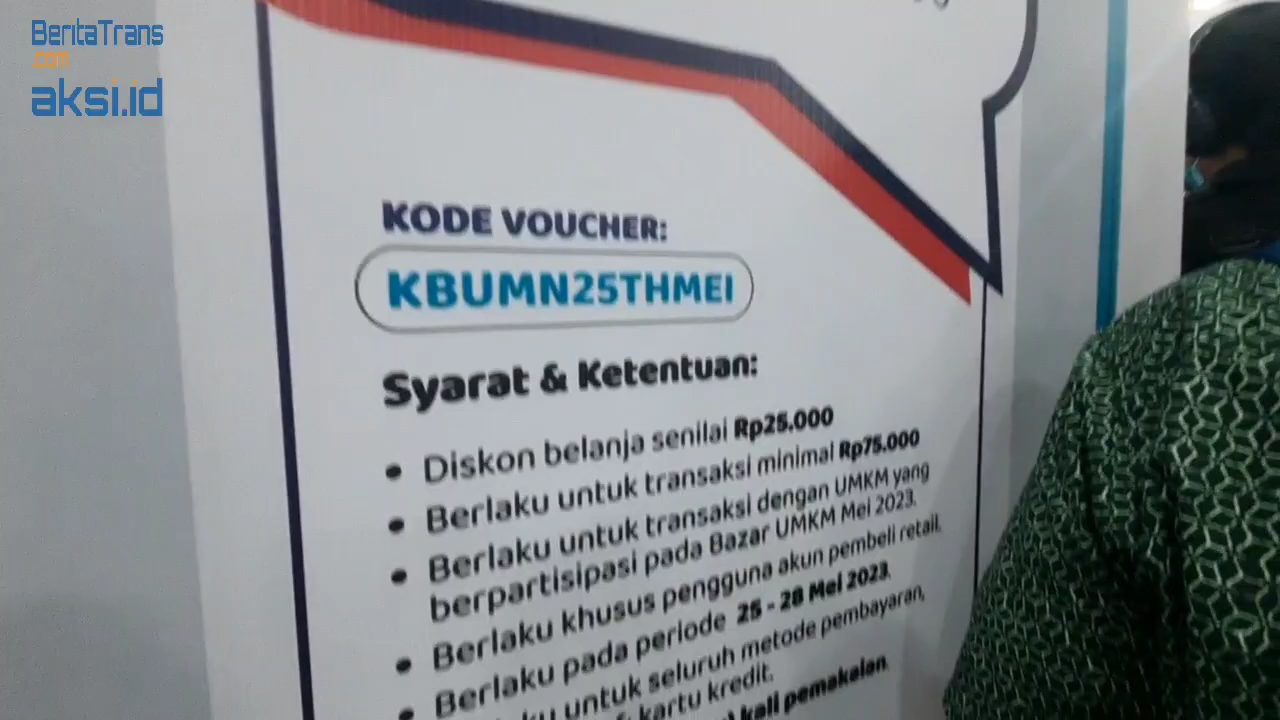 BeritaTrans
.com
aksi.id
KODE VOUCHER:
KBUMN25THMEI
Syarat & Ketentuan:
• Diskon belanja senilai Rp25.000
• Berlaku untuk transaksi minimal Rp75.000
• Berlaku untuk transaksi dengan UMKM yang
berpartisipasi pada Bazar UMKM Mei 2023.
• Berlaku khusus pengguna akun pembeli retail.
• Berlaku pada periode 25 - 28 Mei 2023.
untuk seluruh metode pembayaran,
kartu kredit.
kali pemakaian.